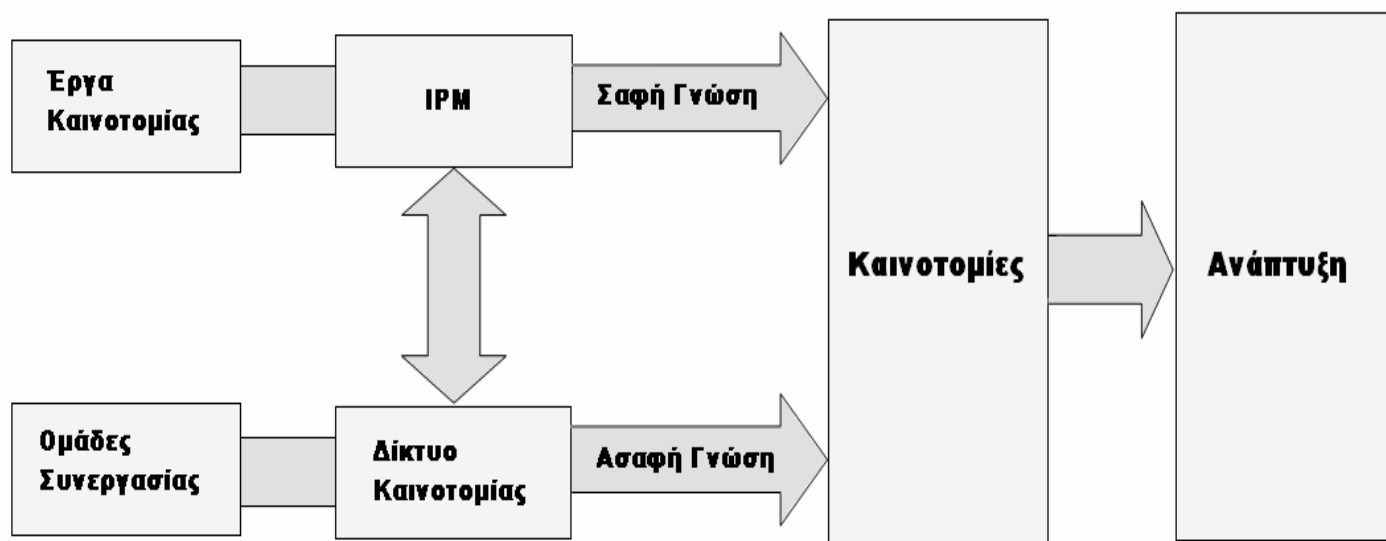 Έργα
Καινοτομίας
IPM
Σαφή Γνώση
Καινοτομίες
Ανάπτυξη
Ομάδες
Συνεργασίας
Δίκτυο
Καινοτομίας
Ασαφή Γνώση